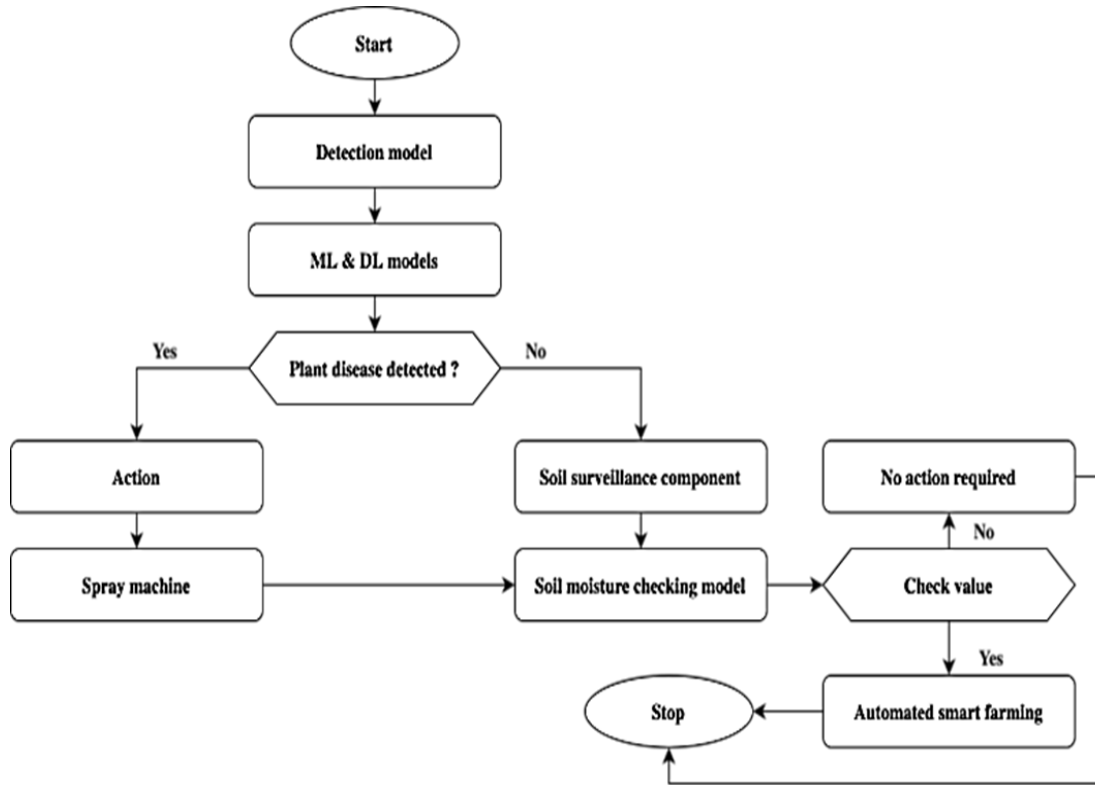 Start
Detection model
ML & DL models
Yes
Plant disease detected ?
No
Action
Soil surveillance component
No action required
No
Spray machine
Soil moisture checking model
Check value
Yes
Stop
Automated smart farming